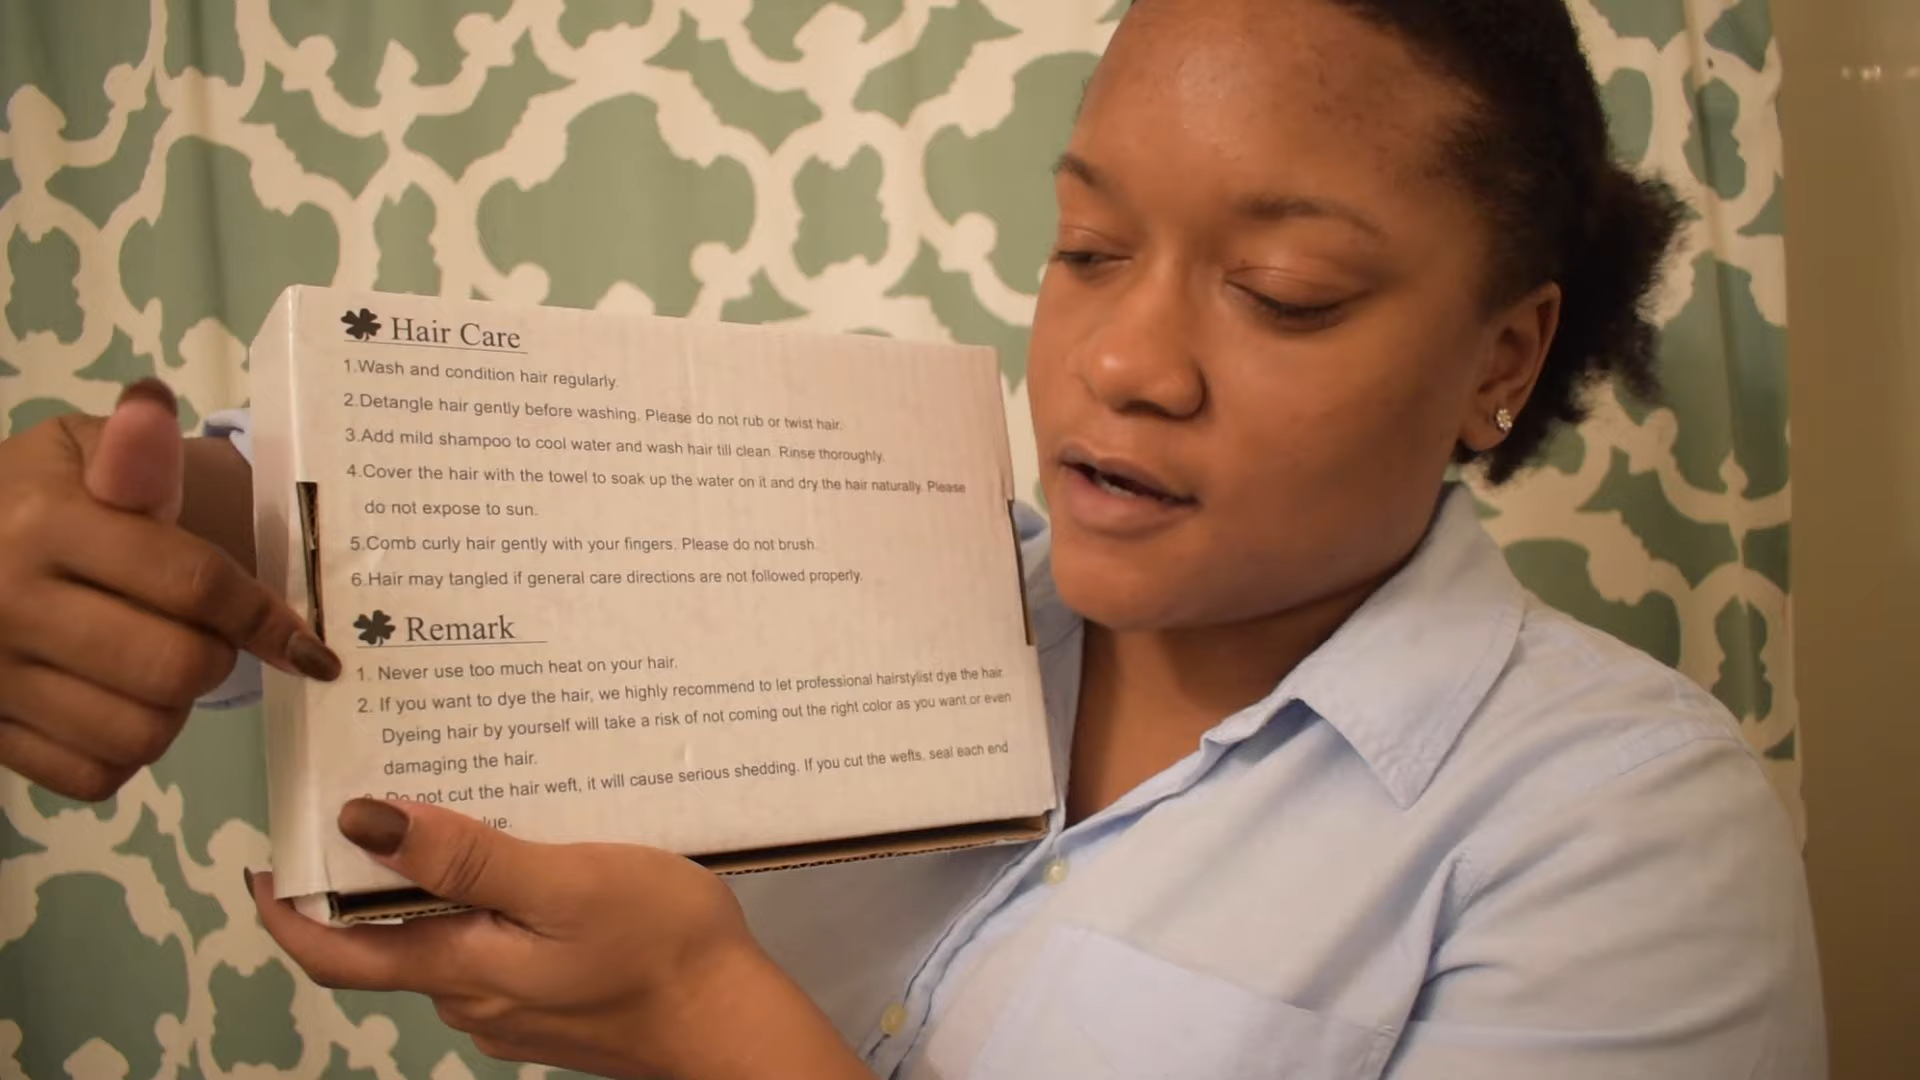 Hair Care
1.Wash and condition hair regularly.
2.Detangle hair gently before washing. Please do not rub or twist hair.
3.Add mild shampoo to cool water and wash hair till clean. Rinse thoroughly.
4.Cover the hair with the towel to soak up the water on it and dry the hair naturally. Please
do not expose to sun.
5.Comb curly hair gently with your fingers. Please do not brush.
6.Hair may tangled if general care directions are not followed properly.
Remark
1. Never use too much heat on your hair.
2. If you want to dye the hair, we highly recommend to let professional hairstylist dye the hair.
Dyeing hair by yourself will take a risk of not coming out the right color as you want or even
damaging the hair.
Do not cut the hair weft, it will cause serious shedding. If you cut the wefts, seal each end